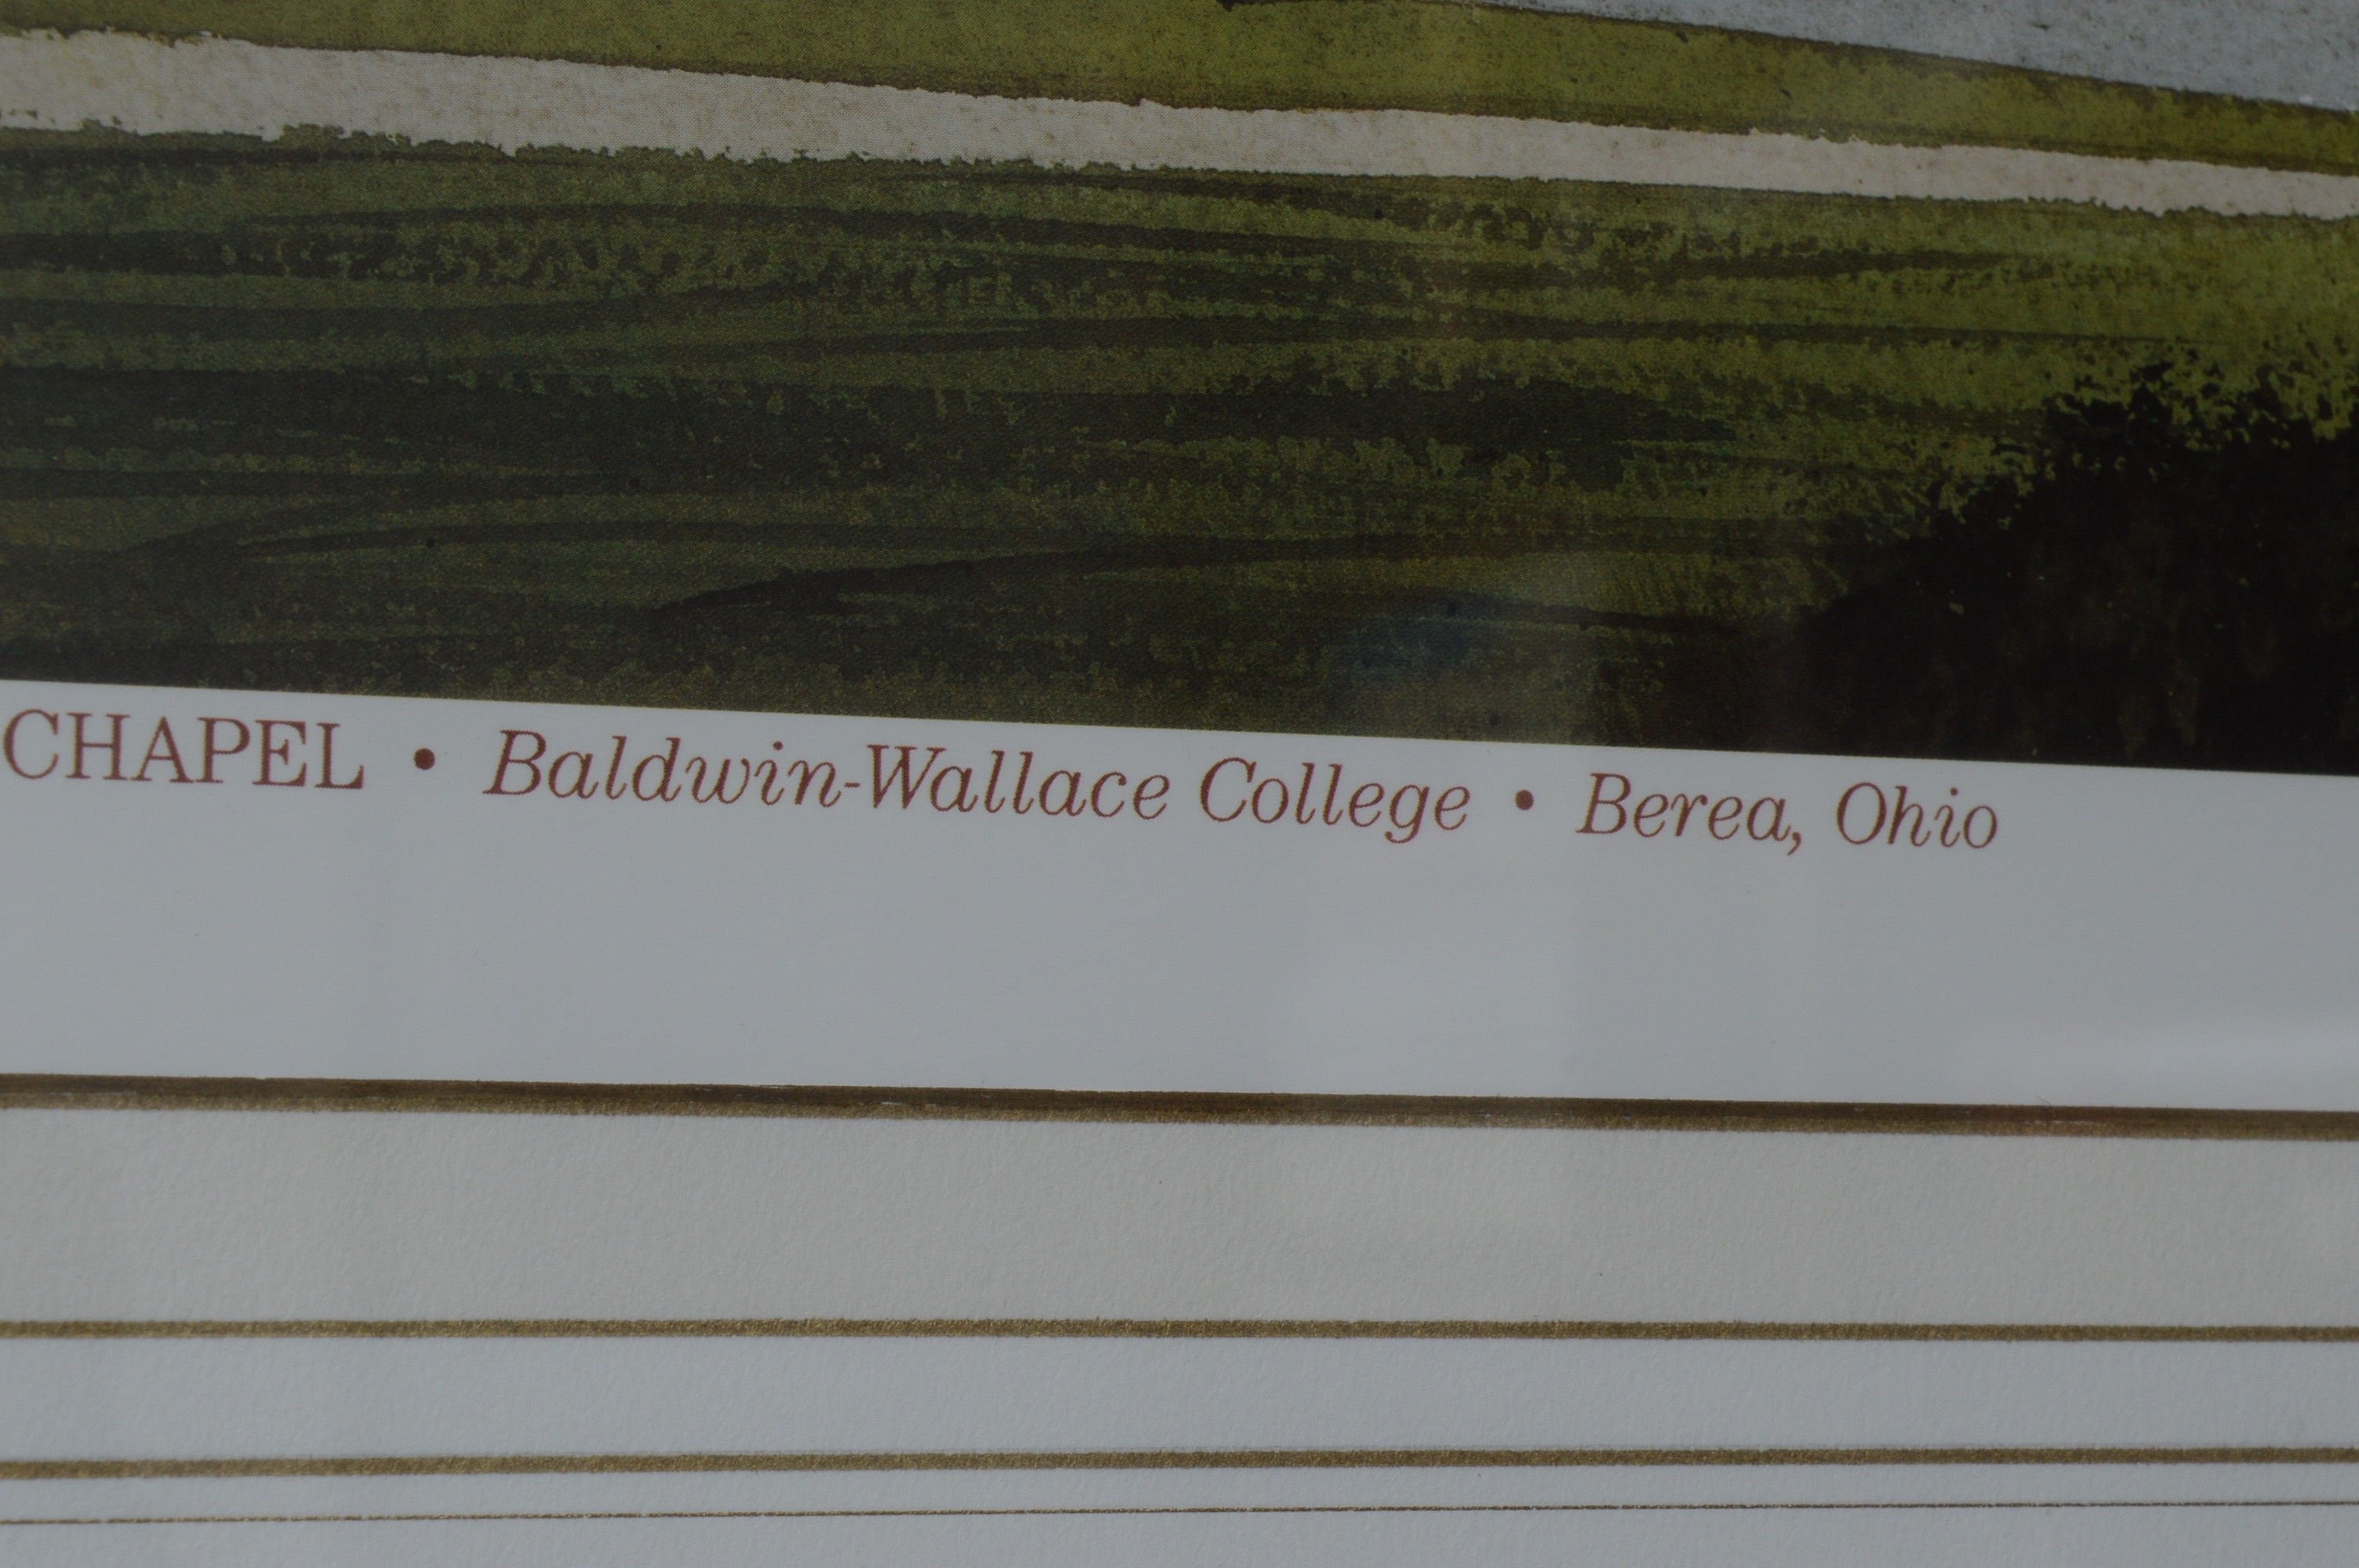 CHAPEL • Baldwin-Wallace College • Berea, Ohio